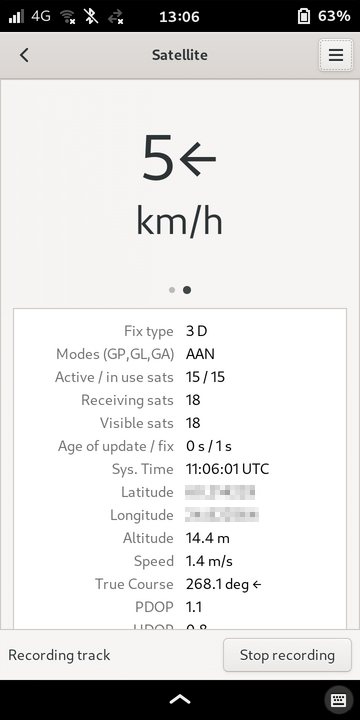 4G 13:06 63%
Satellite
5←
km/h
Fix type 3 D
Modes (GP,GL,GA) AAN
Active / in use sats 15 / 15
Receiving sats 18
Visible sats 18
Age of update / fix 0 s / 1 s
Sys. Time 11:06:01 UTC
Latitude
Longitude
Altitude 14.4 m
Speed 1.4 m/s
True Course 268.1 deg ←
PDOP 1.1
HDOP 0.8
Recording track Stop recording